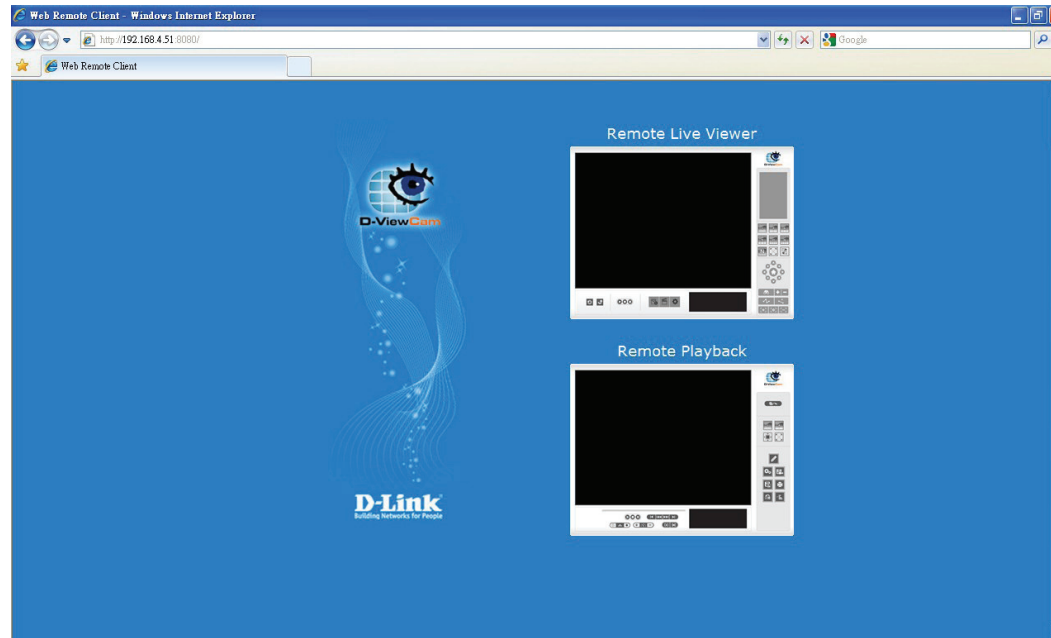 Web Remote Client - Windows Internet Explorer
http://192.168.4.51:8080/
Google
Web Remote Client
Remote Live Viewer
D-ViewCam
Remote Playback
D-Link
Building Networks for People